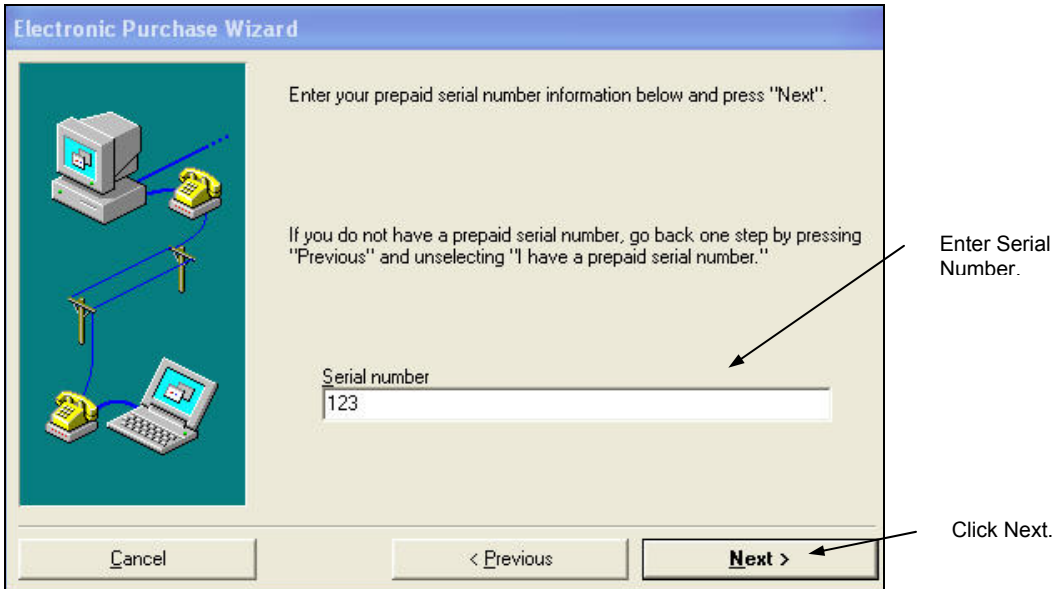 Electronic Purchase Wizard
Enter your prepaid serial number information below and press "Next".
If you do not have a prepaid serial number, go back one step by pressing
"Previous" and unselecting "I have a prepaid serial number."
Enter Serial
Number.
Serial number
123
Click Next.
Cancel
< Previous
Next >